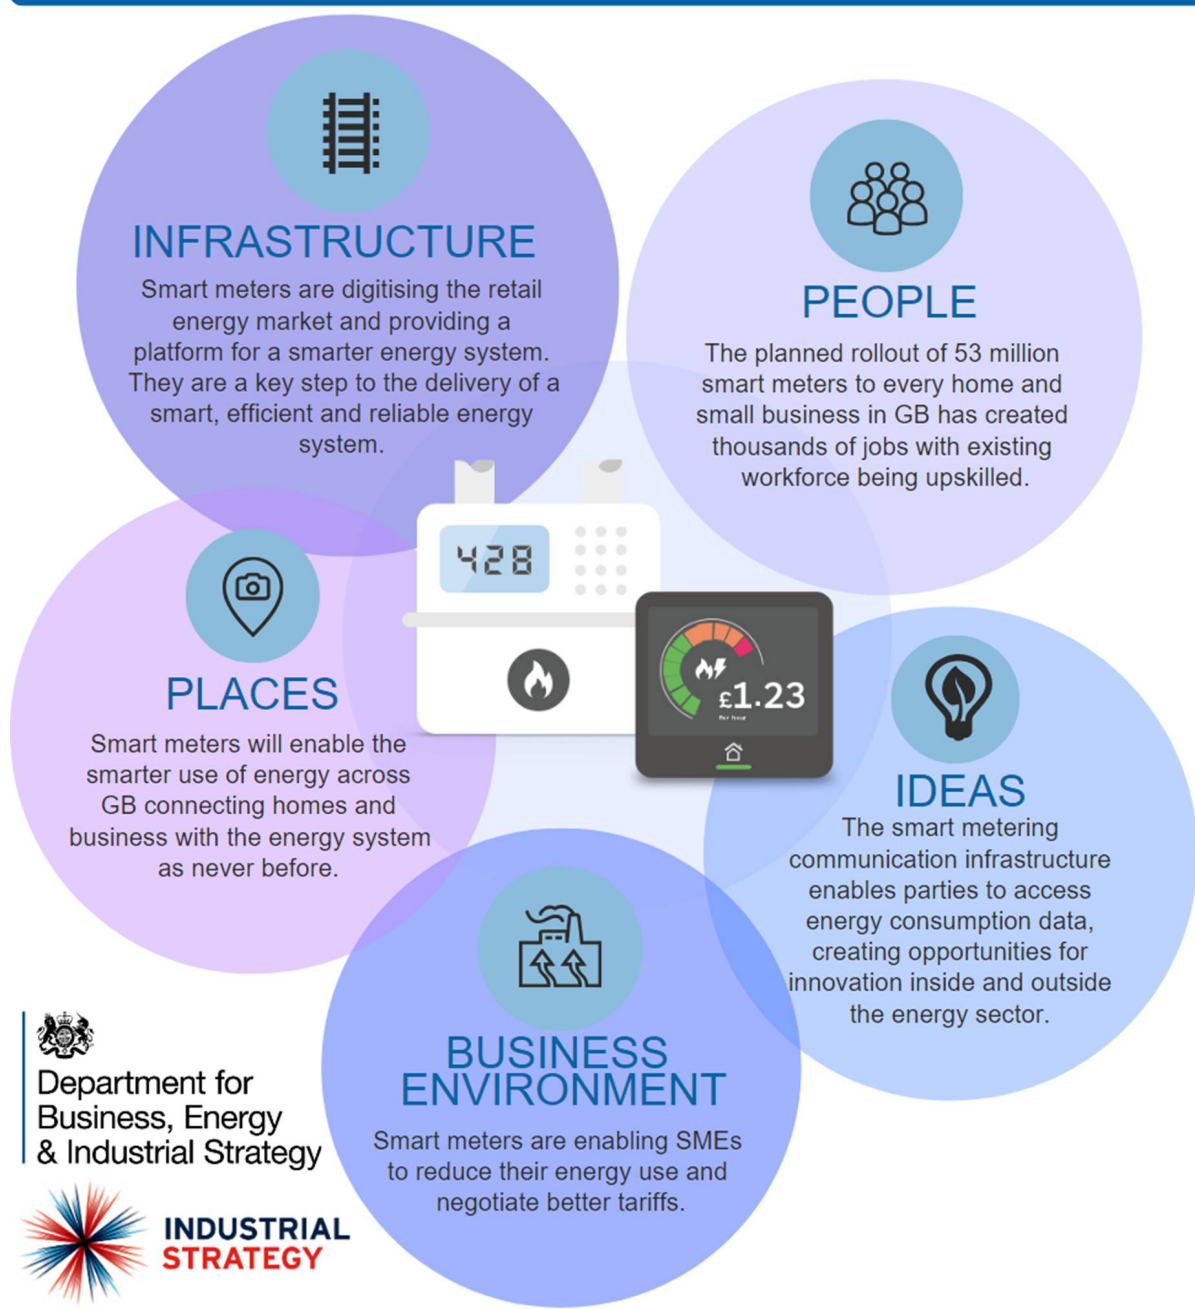 INFRASTRUCTURE
Smart meters are digitising the retail
energy market and providing a
platform for a smarter energy system.
They are a key step to the delivery of a
smart, efficient and reliable energy
system.
PEOPLE
The planned rollout of 53 million
smart meters to every home and
small business in GB has created
thousands of jobs with existing
workforce being upskilled.
428
£1.23
Per hour
PLACES
Smart meters will enable the
smarter use of energy across
GB connecting homes and
business with the energy system
as never before.
IDEAS
The smart metering
communication infrastructure
enables parties to access
energy consumption data,
creating opportunities for
innovation inside and outside
the energy sector.
BUSINESS
ENVIRONMENT
Smart meters are enabling SMEs
to reduce their energy use and
negotiate better tariffs.
Department for
Business, Energy
& Industrial Strategy
INDUSTRIAL
STRATEGY